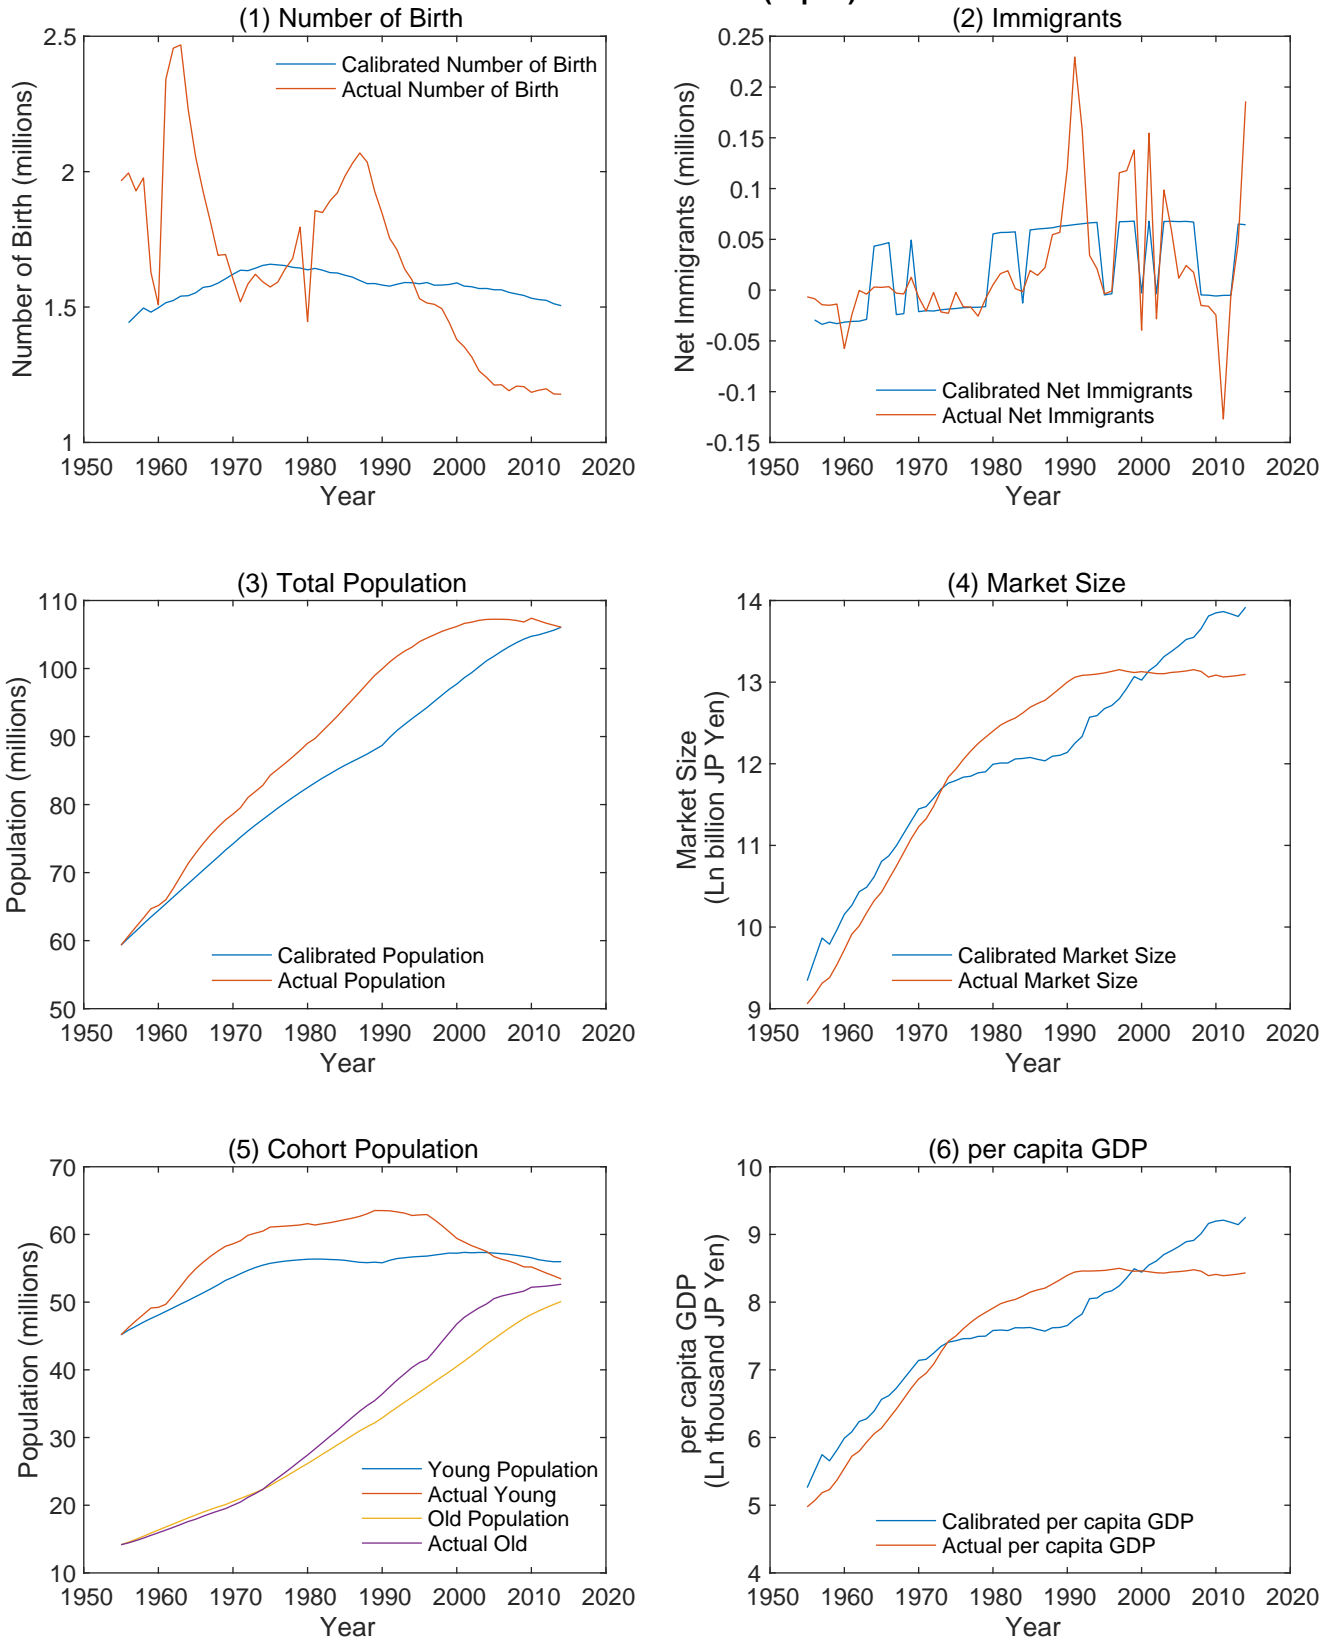 (1) Number of Birth
2.5
2
1.5
1
Number of Birth (millions)
Calibrated Number of Birth
Actual Number of Birth
1950 1960 1970 1980 1990 2000 2010 2020
Year
(2) Immigrants
0.25
0.2
0.15
0.1
0.05
0
-0.05
-0.1
-0.15
Net Immigrants (millions)
Calibrated Net Immigrants
Actual Net Immigrants
1950 1960 1970 1980 1990 2000 2010 2020
Year
(3) Total Population
110
100
90
80
70
60
50
Population (millions)
Calibrated Population
Actual Population
1950 1960 1970 1980 1990 2000 2010 2020
Year
(4) Market Size
14
13
12
11
10
9
Market Size
(Ln billion JP Yen)
Calibrated Market Size
Actual Market Size
1950 1960 1970 1980 1990 2000 2010 2020
Year
(5) Cohort Population
70
60
50
40
30
20
10
Population (millions)
Young Population
Actual Young
Old Population
Actual Old
1950 1960 1970 1980 1990 2000 2010 2020
Year
(6) per capita GDP
10
9
8
7
6
5
4
per capita GDP
(Ln thousand JP Yen)
Calibrated per capita GDP
Actual per capita GDP
1950 1960 1970 1980 1990 2000 2010 2020
Year